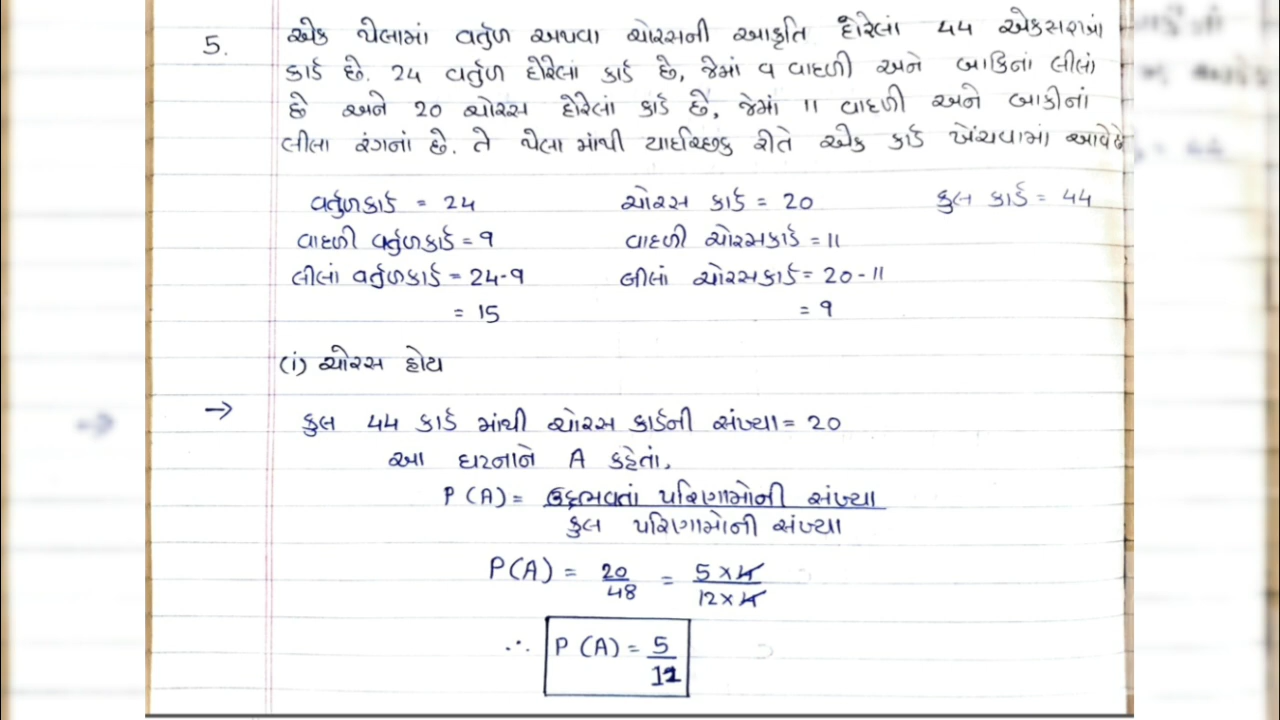 5. એક થેલામાં વર્તુળ અથવા ચોરસની આકૃતિ દોરેલાં 44 એકસરખાં
કાર્ડ છે. 24 વર્તુળ દોરેલાં કાર્ડ છે, જેમાં ૧ વાદળી અને બાકિનાં લીલાં
છે અને 20 ચોરસ દોરેલાં કાર્ડ છે, જેમાં 11 વાદળી અને બાકીનાં
લીલા રંગનાં છે. તે થેલા માંથી યાદચ્છિક રીતે એક કાર્ડ ખેંચવામાં આવે છે
વર્તુળકાર્ડ = 24 ચોરસ કાર્ડ = 20 કુલ કાર્ડ = 44
વાદળી વર્તુળકાર્ડ = 9 વાદળી ચોરસકાર્ડ = 11
લીલાં વર્તુળકાર્ડ = 24-9 લીલાં ચોરસકાર્ડ = 20-11
= 15 = 9
(i) ચોરસ હોય
→ કુલ 44 કાર્ડ માંથી ચોરસ કાર્ડની સંખ્યા = 20
આ ઘટનાને A કહેતાં,
P (A) = ઉદ્દભવતાં પરિણામોની સંખ્યા
કુલ પરિણામોની સંખ્યા
P(A) = 20/48 = 5×4/12×4
∴ P (A) = 5/12